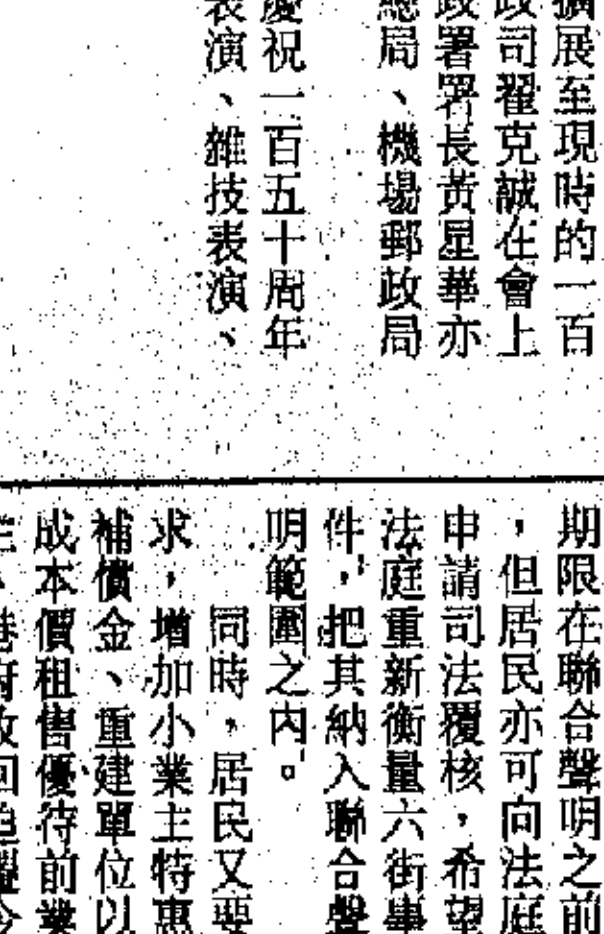 擴展至現時的一百
政司翟克誠在會上
政署署長黃星華亦
總局、機場郵政局
慶祝一百五十周年
表演、雜技表演、
期限在聯合聲明之前
,但居民亦可向法庭
申請司法覆核,希望
法庭重新衡量六街事
件,把其納入聯合聲
明範圍之內。
同時,居民又要
求,增加小業主特惠
補償金、重建單位以
成本價租售優待前業